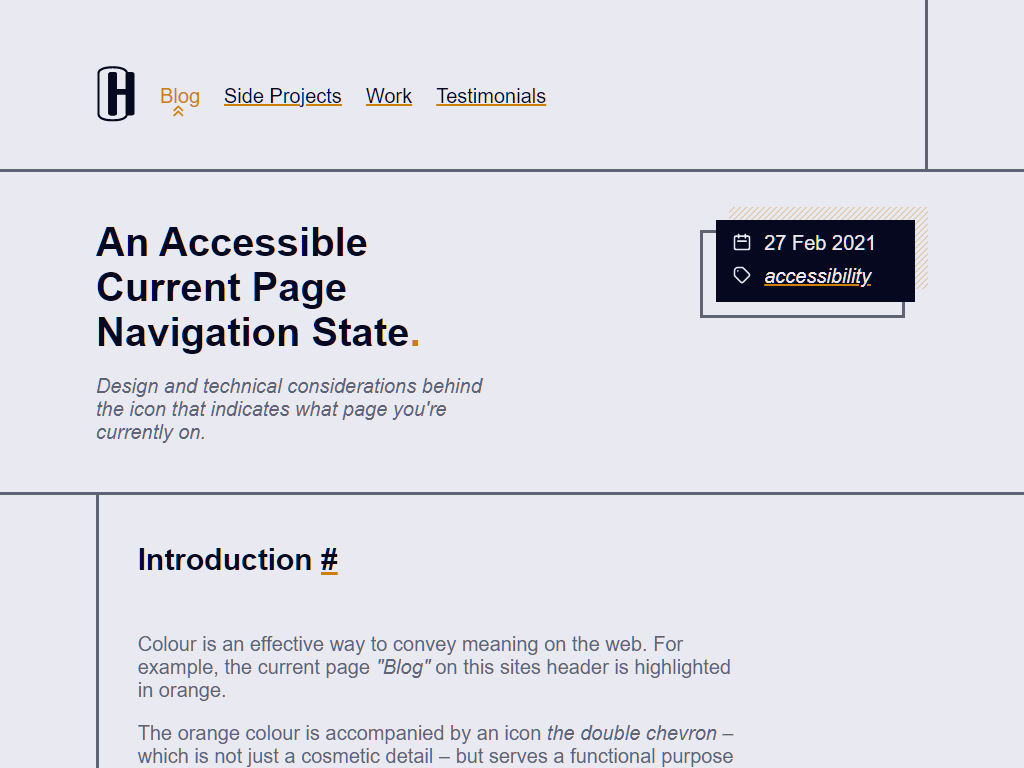 H
Blog Side Projects Work Testimonials
An Accessible
Current Page
Navigation State.
27 Feb 2021
accessibility
Design and technical considerations behind
the icon that indicates what page you're
currently on.
Introduction #
Colour is an effective way to convey meaning on the web. For
example, the current page "Blog" on this sites header is highlighted
in orange.
The orange colour is accompanied by an icon the double chevron –
which is not just a cosmetic detail – but serves a functional purpose